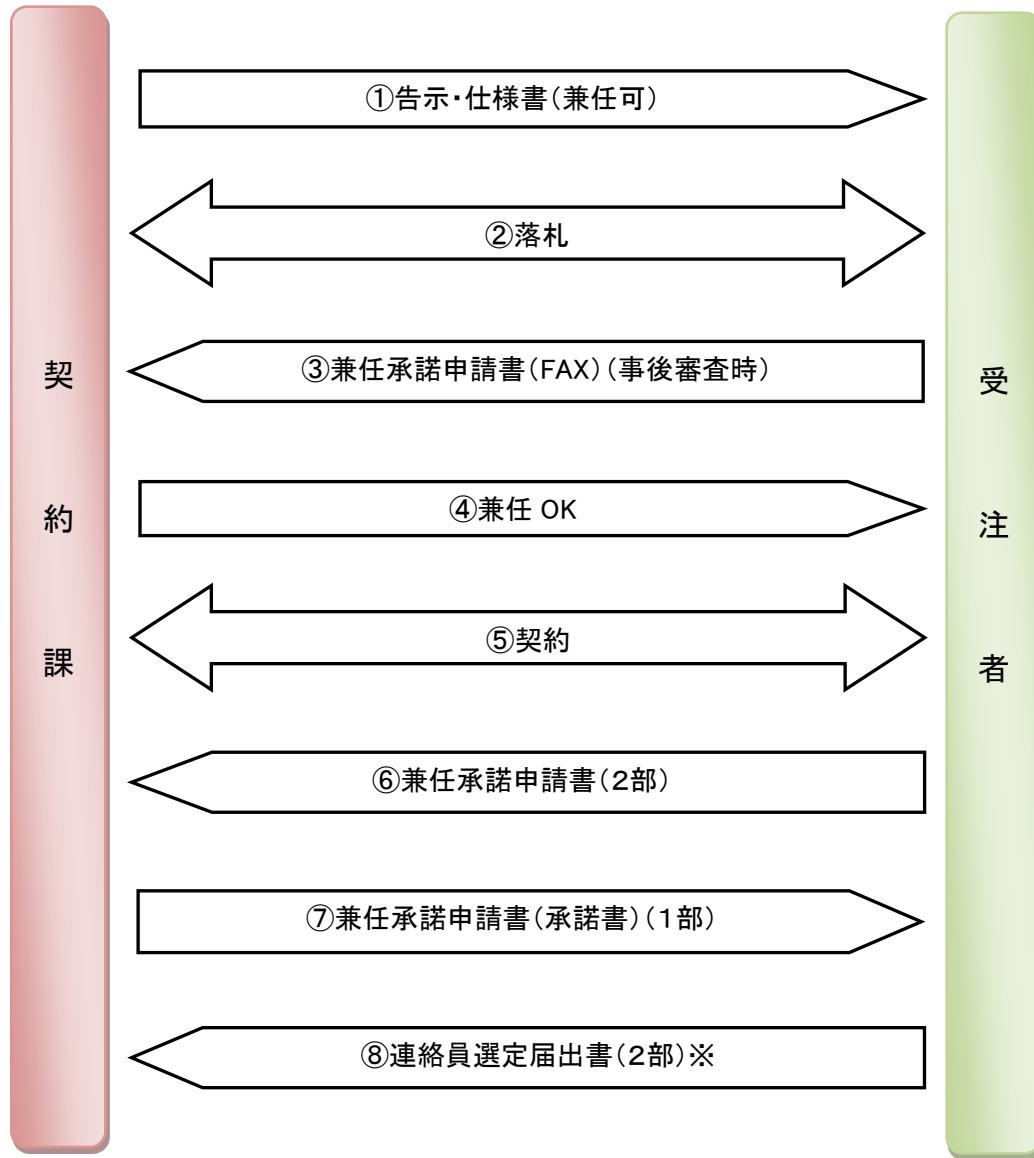 ①告示・仕様書（兼任可）
②落札
③兼任承諾申請書（FAX）（事後審査時）
④兼任 OK
⑤契約
⑥兼任承諾申請書（2部）
⑦兼任承諾申請書（承諾書）（1部）
⑧連絡員選定届出書（2部）※
契約課
受注者